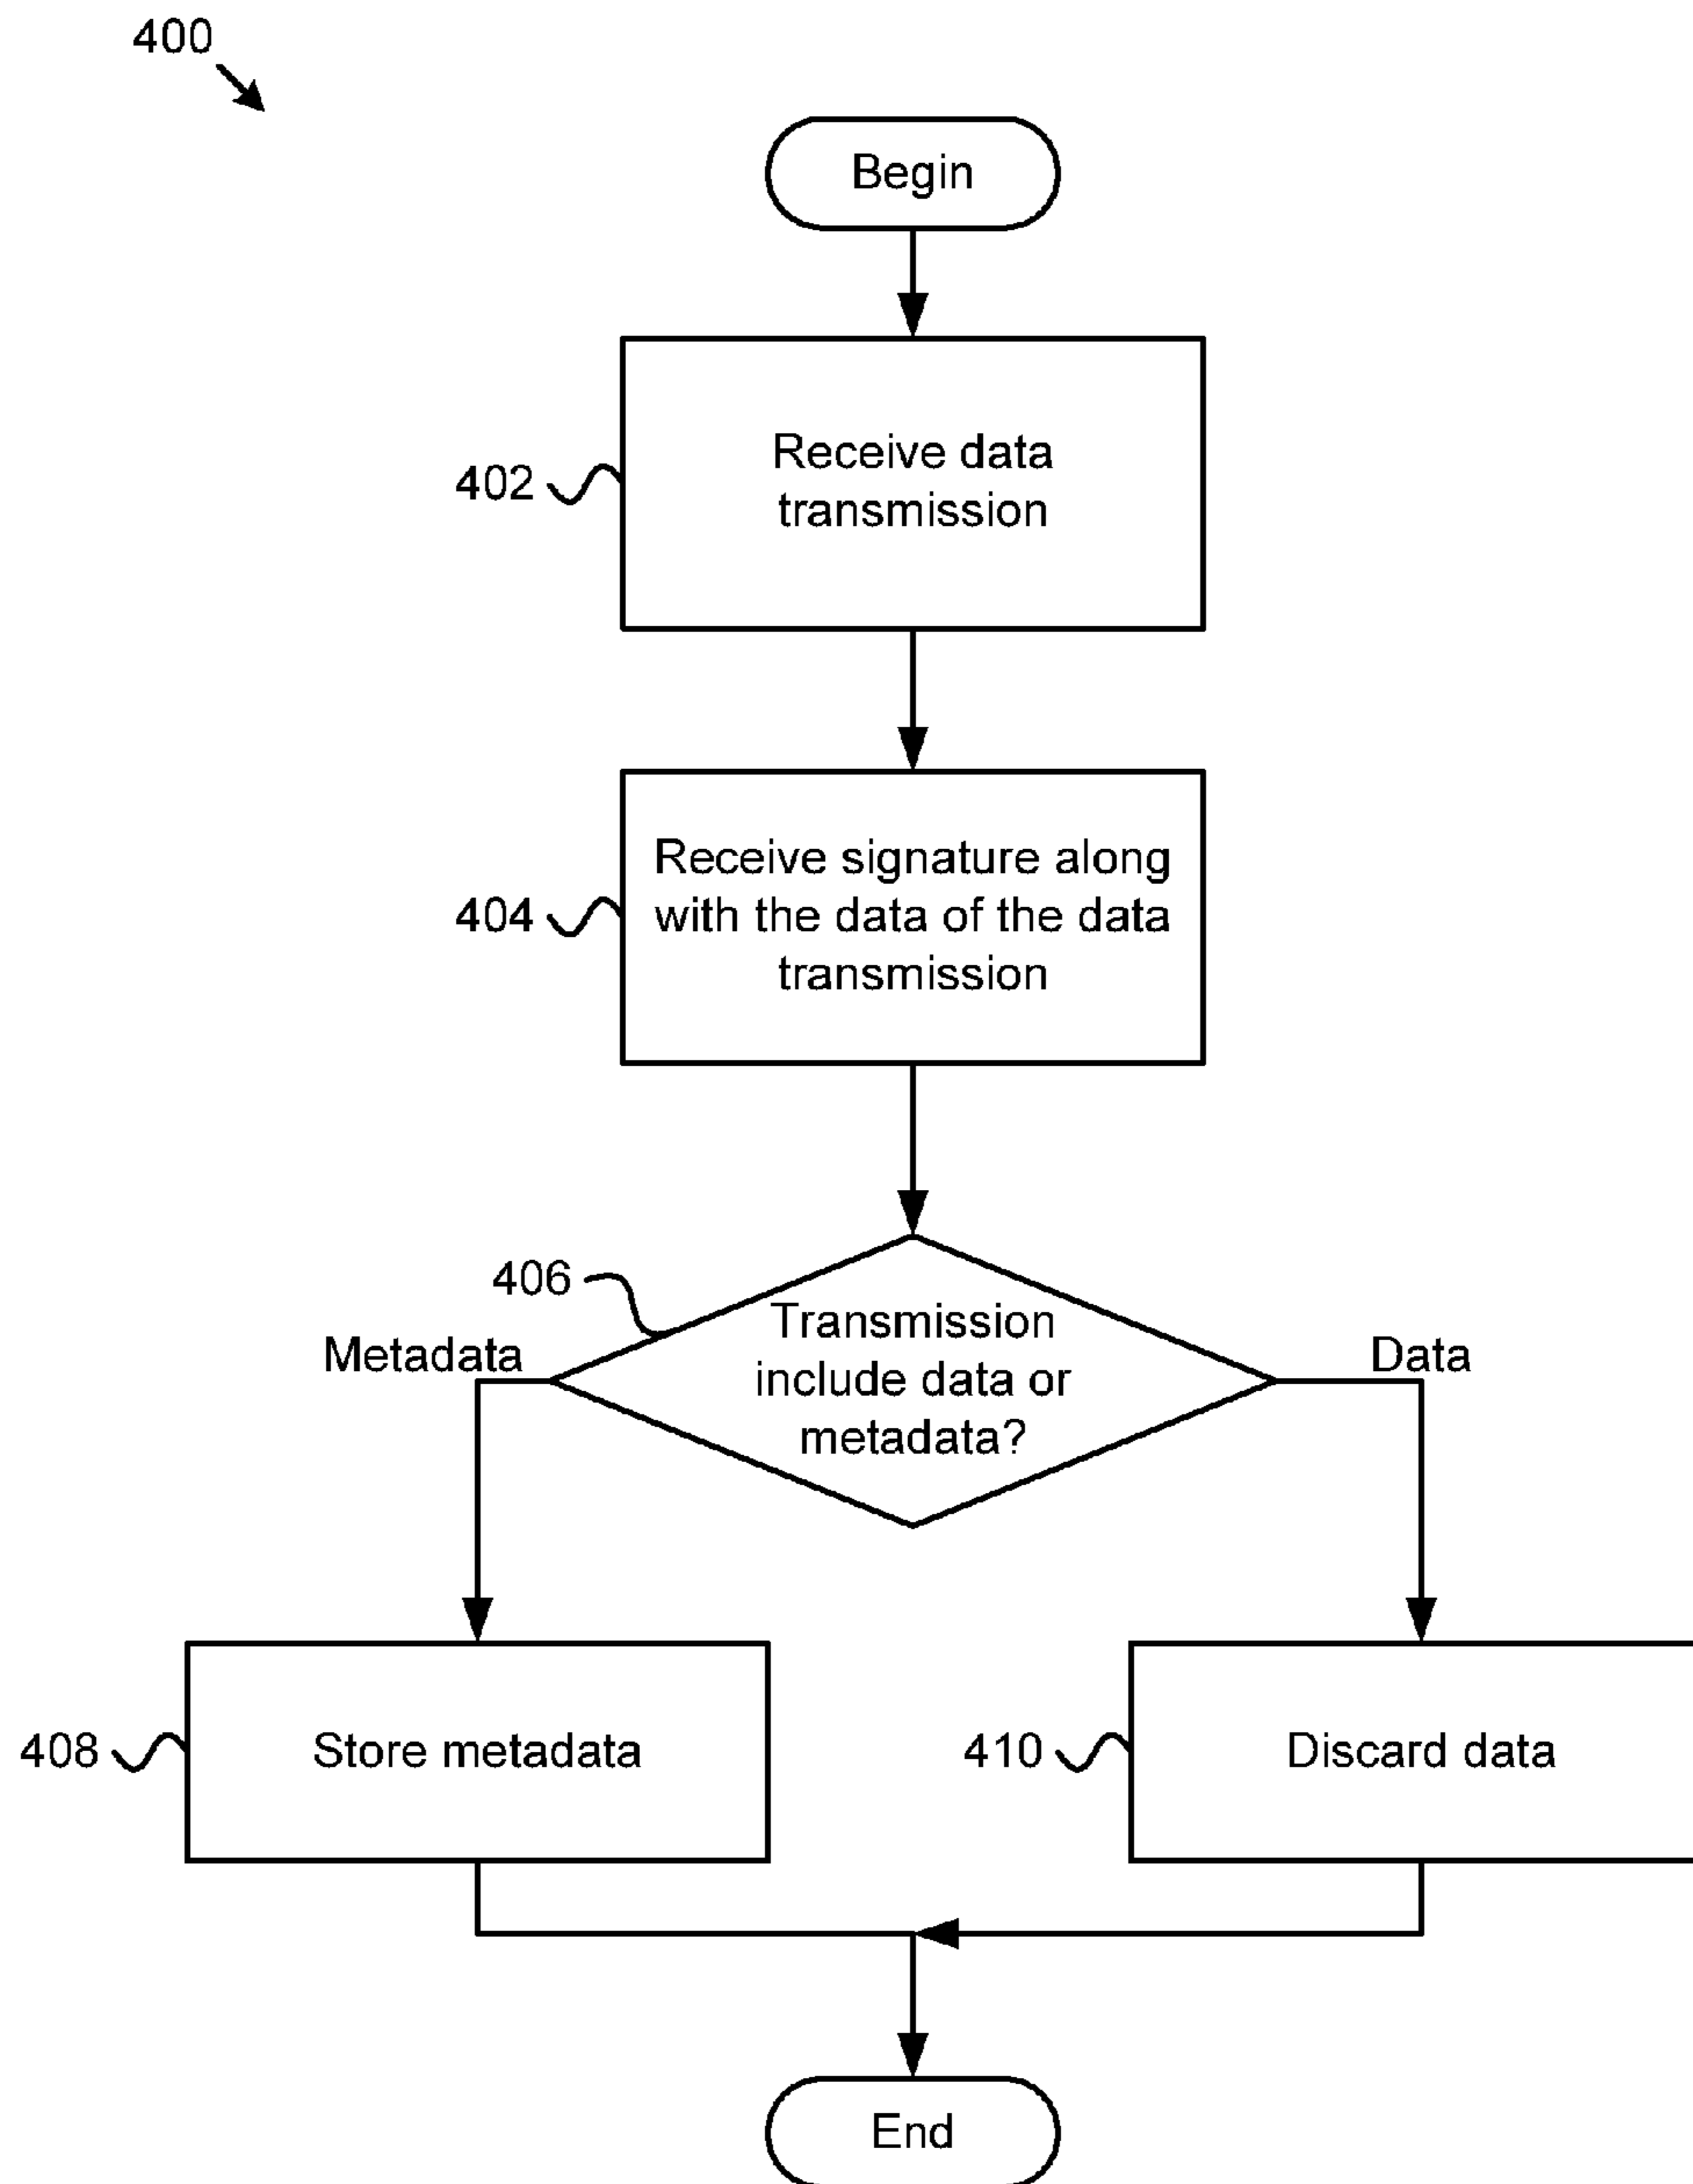 400
Begin
402
Receive data
transmission
404
Receive signature along
with the data of the data
transmission
406
Transmission
include data or
metadata?
Metadata
Data
408
Store metadata
410
Discard data
End